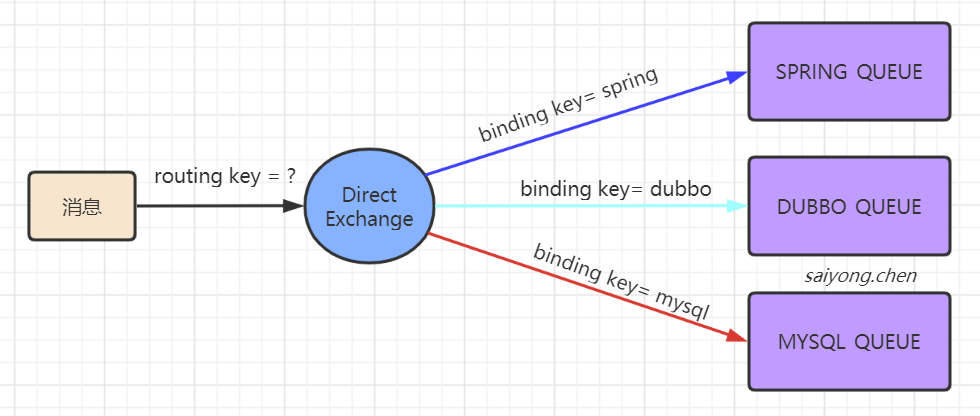 SPRING QUEUE
binding key= spring
routing key = ?
消息
Direct
Exchange
binding key= dubbo
DUBBO QUEUE
saiyong.chen
binding key= mysql
MYSQL QUEUE